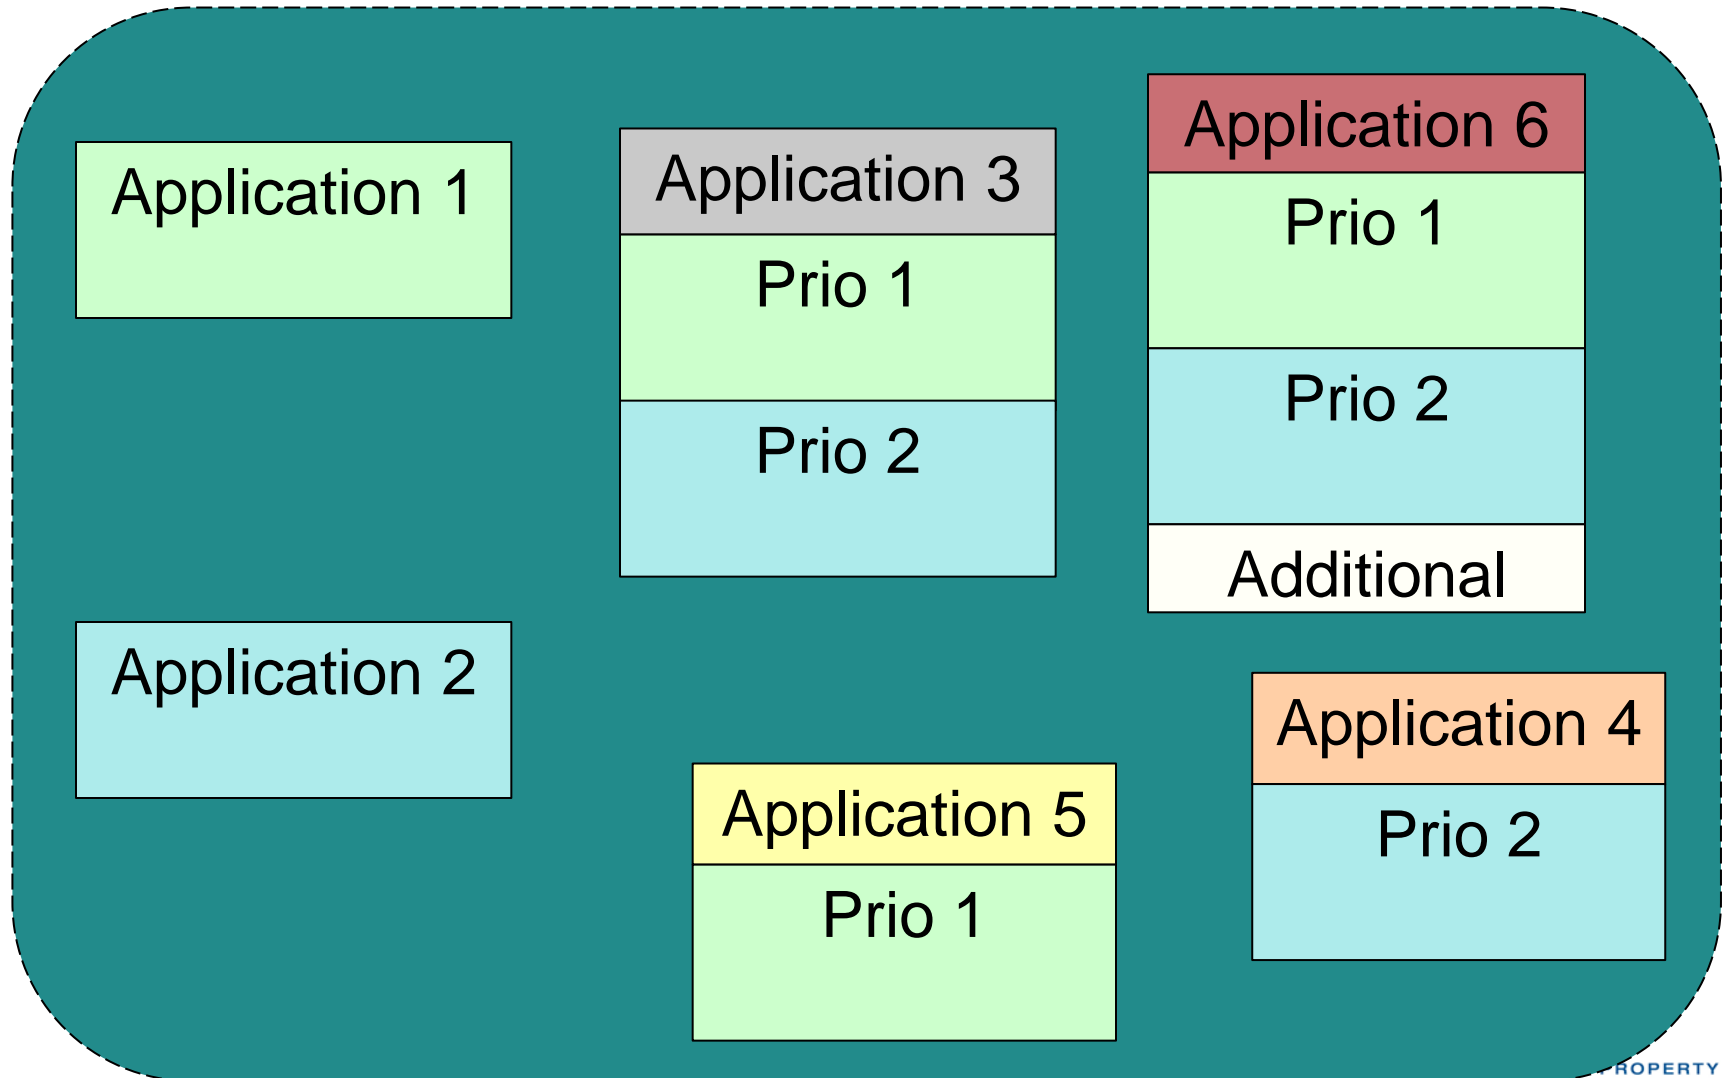 Application 1
Application 2
Application 3
Prio 1
Prio 2
Application 6
Prio 1
Prio 2
Additional
Application 5
Prio 1
Application 4
Prio 2